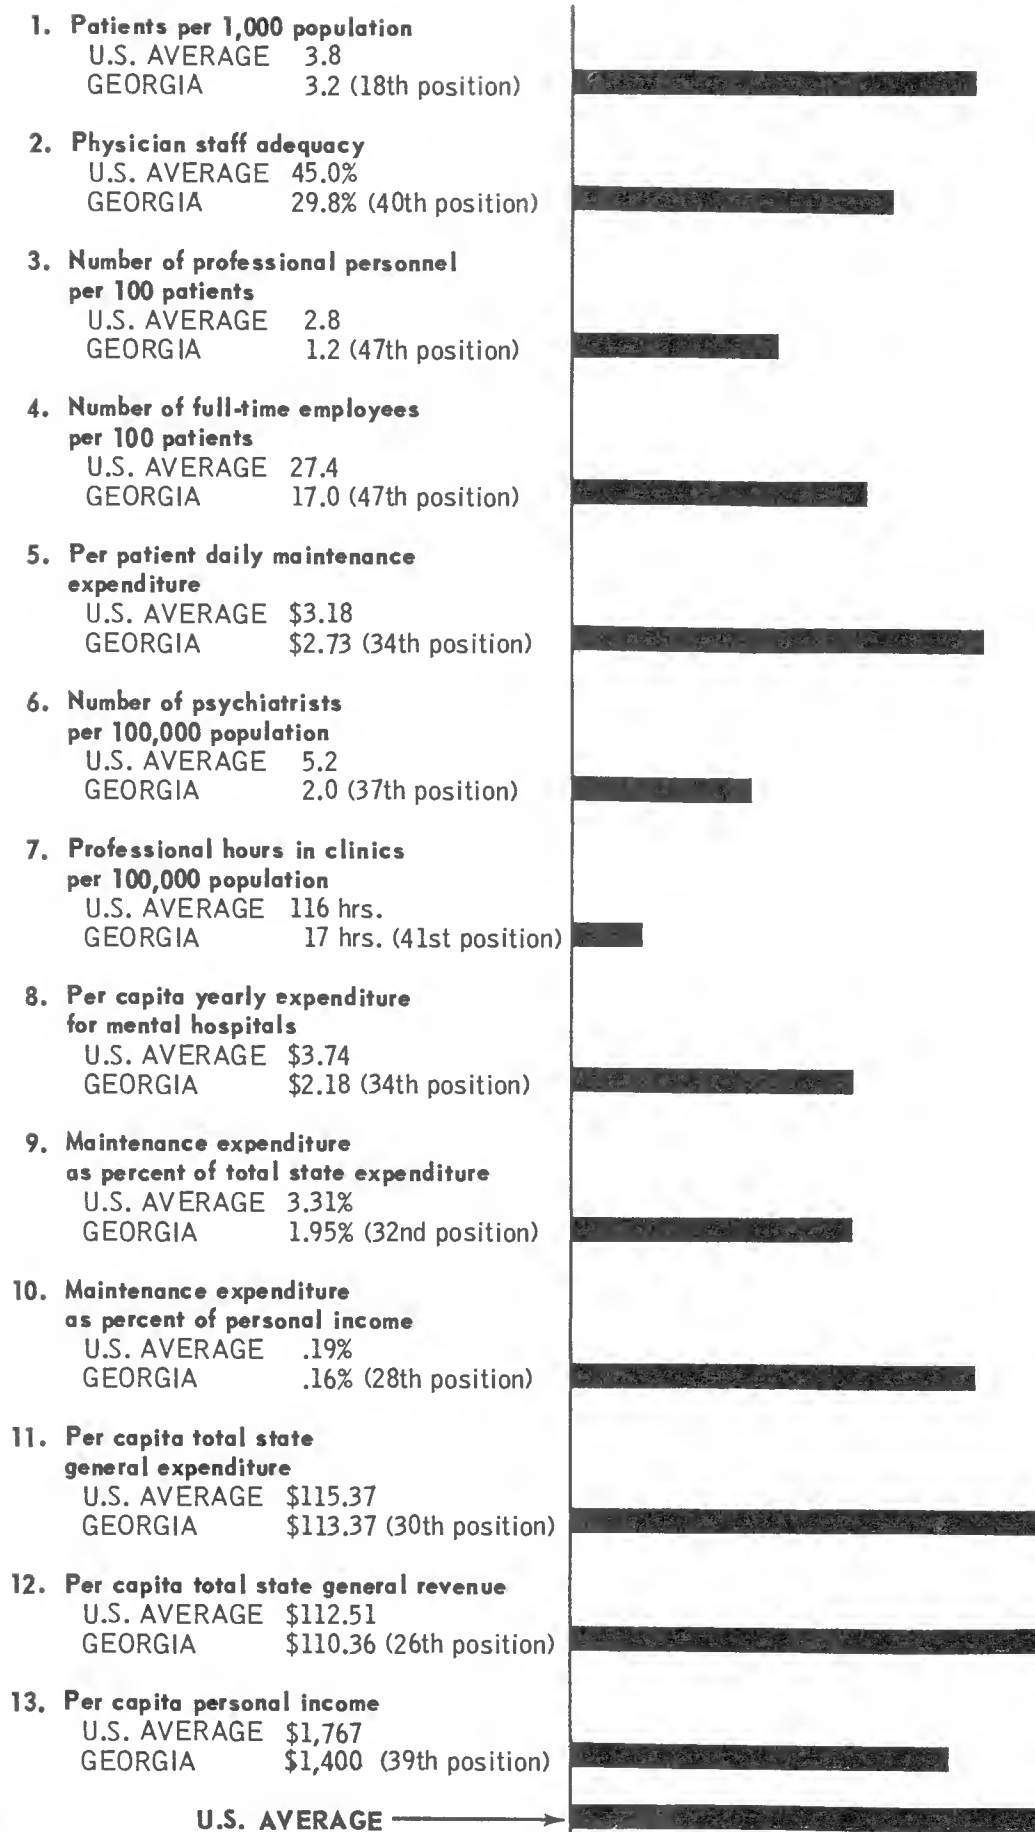 1. Patients per 1,000 population
U.S. AVERAGE 3.8
GEORGIA 3.2 (18th position)
2. Physician staff adequacy
U.S. AVERAGE 45.0%
GEORGIA 29.8% (40th position)
3. Number of professional personnel
per 100 patients
U.S. AVERAGE 2.8
GEORGIA 1.2 (47th position)
4. Number of full-time employees
per 100 patients
U.S. AVERAGE 27.4
GEORGIA 17.0 (47th position)
5. Per patient daily maintenance
expenditure
U.S. AVERAGE $3.18
GEORGIA $2.73 (34th position)
6. Number of psychiatrists
per 100,000 population
U.S. AVERAGE 5.2
GEORGIA 2.0 (37th position)
7. Professional hours in clinics
per 100,000 population
U.S. AVERAGE 116 hrs.
GEORGIA 17 hrs. (41st position)
8. Per capita yearly expenditure
for mental hospitals
U.S. AVERAGE $3.74
GEORGIA $2.18 (34th position)
9. Maintenance expenditure
as percent of total state expenditure
U.S. AVERAGE 3.31%
GEORGIA 1.95% (32nd position)
10. Maintenance expenditure
as percent of personal income
U.S. AVERAGE .19%
GEORGIA .16% (28th position)
11. Per capita total state
general expenditure
U.S. AVERAGE $115.37
GEORGIA $113.37 (30th position)
12. Per capita total state general revenue
U.S. AVERAGE $112.51
GEORGIA $110.36 (26th position)
13. Per capita personal income
U.S. AVERAGE $1,767
GEORGIA $1,400 (39th position)
U.S. AVERAGE